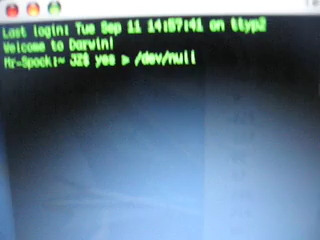 Last login: Tue Sep 11 14:57:41 on ttyp2
Welcome to Darwin!
Mr-Spock:~ JZ$ yes > /dev/null